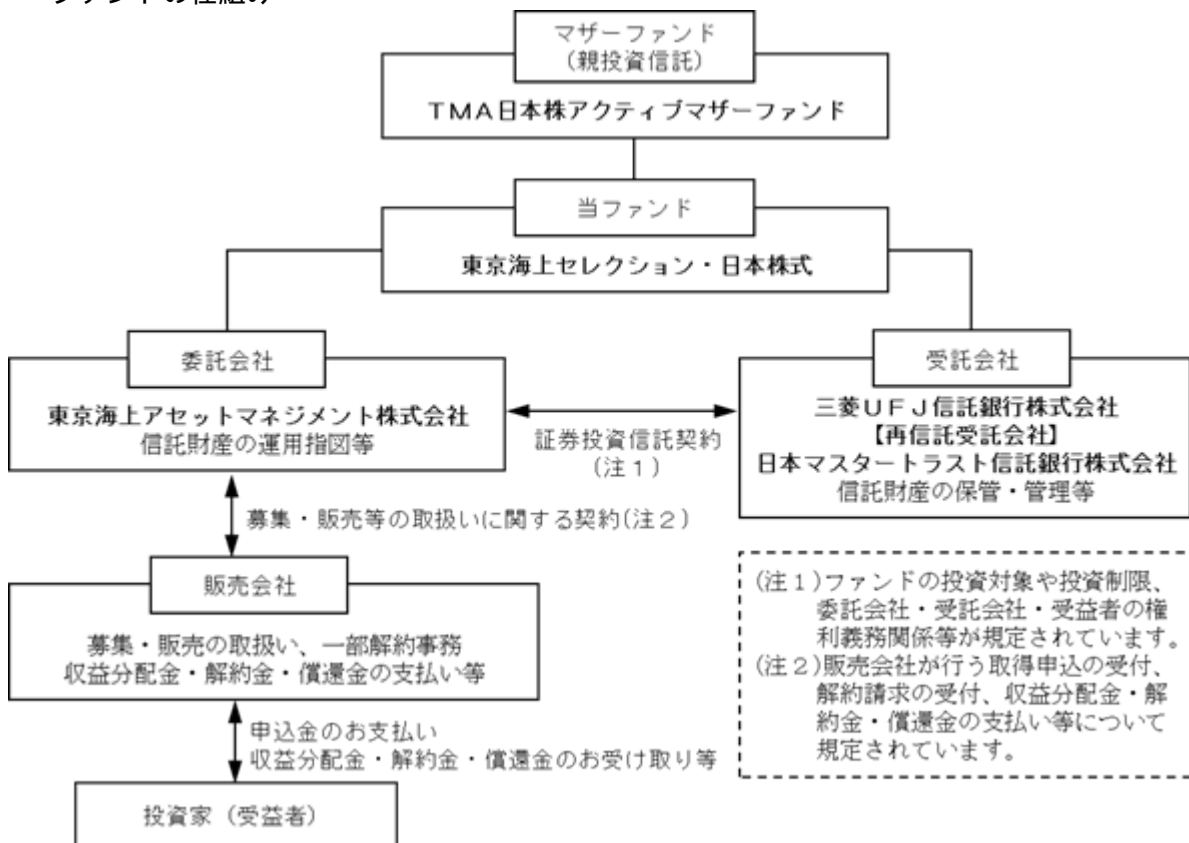 ファンドの仕組み
マザーファンド
(親投資信託)
ＴＭＡ日本株アクティブマザーファンド
当ファンド
東京海上セレクション・日本株式
委託会社
東京海上アセットマネジメント株式会社
信託財産の運用指図等
証券投資信託契約
(注１)
受託会社
三菱ＵＦＪ信託銀行株式会社
【再信託受託会社】
日本マスタートラスト信託銀行株式会社
信託財産の保管・管理等
募集・販売等の取扱いに関する契約(注２)
販売会社
募集・販売の取扱い、一部解約事務
収益分配金・解約金・償還金の支払い等
申込金のお支払い
収益分配金・解約金・償還金のお受け取り等
投資家（受益者）
(注１)ファンドの投資対象や投資制限、
委託会社・受託会社・受益者の権
利義務関係等が規定されています。
(注２)販売会社が行う取得申込の受付、
解約請求の受付、収益分配金・解
約金・償還金の支払い等について
規定されています。